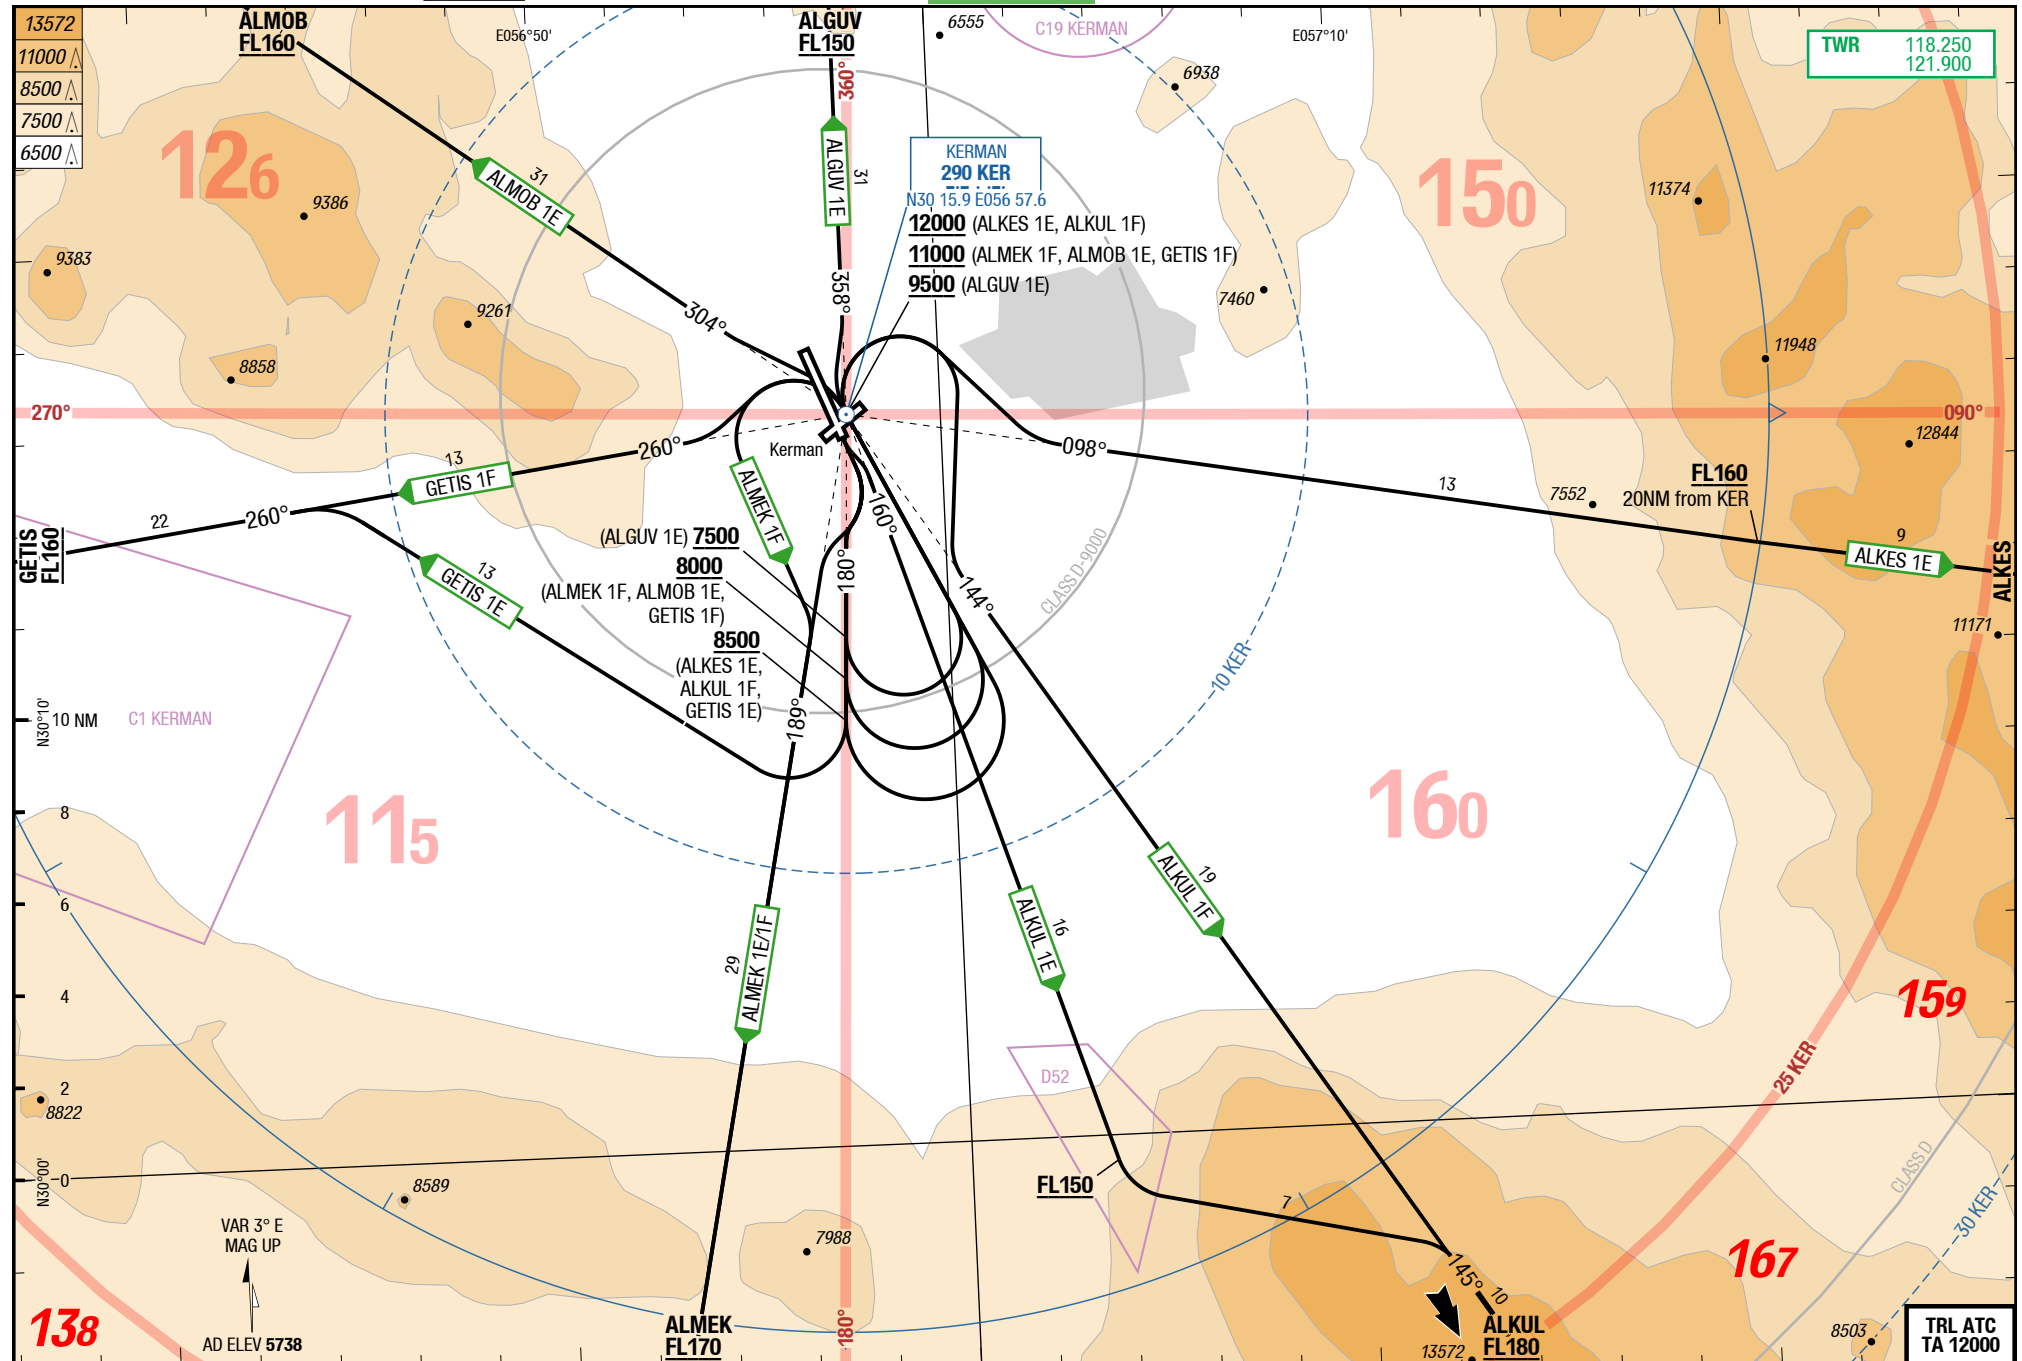 13572
11000
8500
7500
6500
ALMOB
FL160
E056°50'
ALGUV
FL150
360°
6555
C19 KERMAN
E057°10'
TWR 118.250
121.900
6938
126
9386
9383
9261
8858
31
ALMOB 1E
304°
ALGUV 1E
31
358°
KERMAN
290 KER
N30 15.9 E056 57.6
12000 (ALKES 1E, ALKUL 1F)
11000 (ALMEK 1F, ALMOB 1E, GETIS 1F)
9500 (ALGUV 1E)
7460
150
11374
11948
12844
270°
090°
Kerman
260°
13
GETIS 1F
260°
22
GETIS
FL160
13
GETIS 1E
ALMEK 1F
160°
180°
098°
13
7552
FL160
20NM from KER
9
ALKES 1E
ALKES
11171
(ALGUV 1E) 7500
8000
(ALMEK 1F, ALMOB 1E,
GETIS 1F)
8500
(ALKES 1E,
ALKUL 1F,
GETIS 1E)
144°
CLASS D-9000
10 KER
189°
N30°10'
10 NM
C1 KERMAN
8
6
4
2
0
115
160
29
ALMEK 1E/1F
16
ALKUL 1E
19
ALKUL 1F
159
25 KER
D52
8822
N30°00'
8589
VAR 3° E
MAG UP
AD ELEV 5738
138
7988
180°
ALMEK
FL170
FL150
7
145°
10
ALKUL
FL180
13572
167
CLASS D
30 KER
8503
TRL ATC
TA 12000